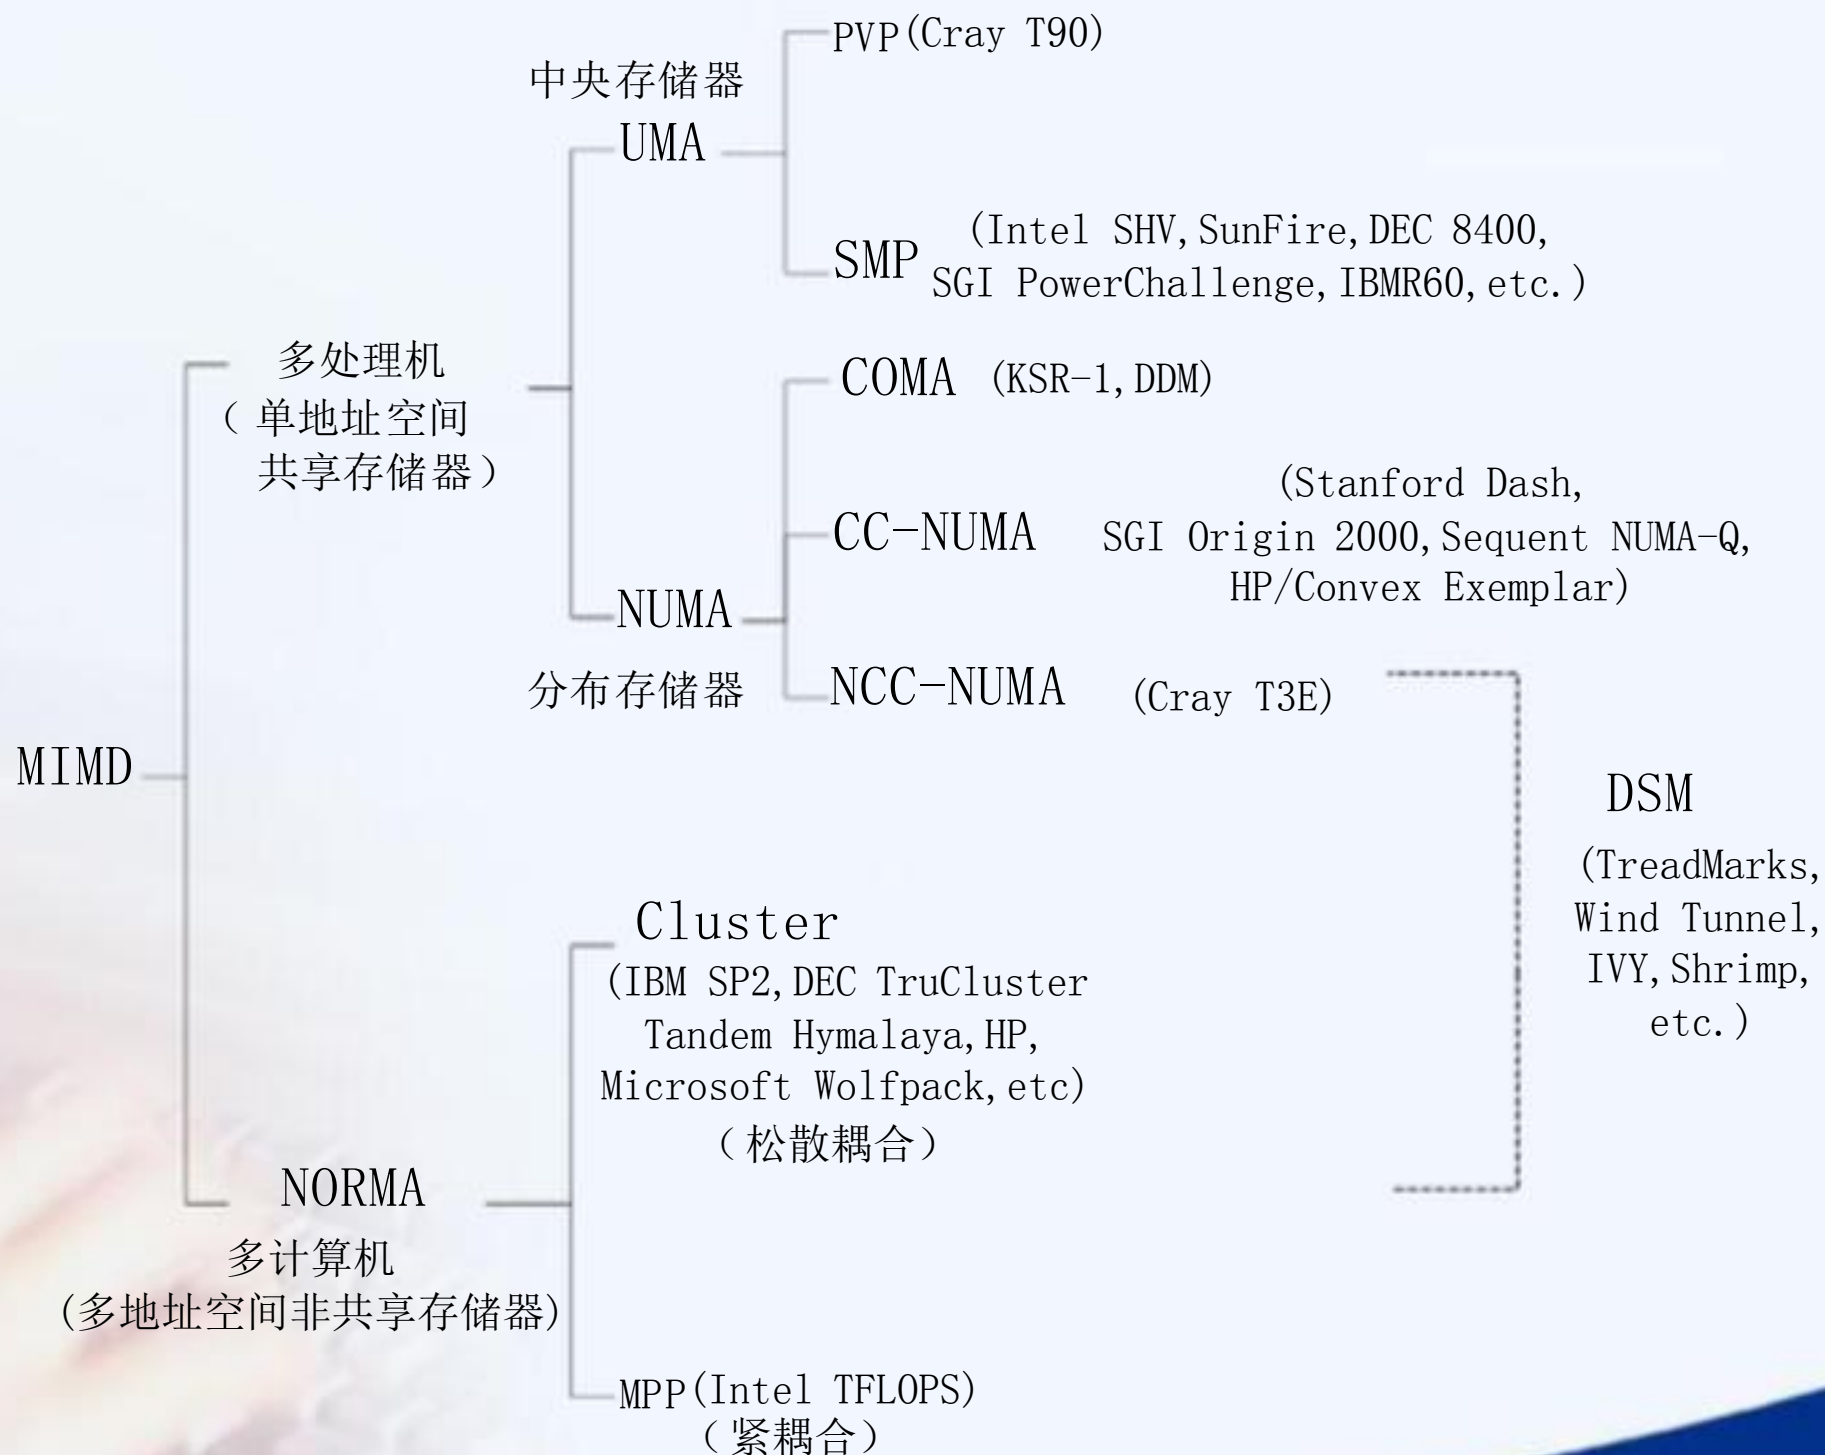 PVP(Cray T90)
中央存储器
UMA
SMP
(Intel SHV,SunFire,DEC 8400,
SGI PowerChallenge,IBMR60,etc.)
多处理机
(单地址空间
共享存储器)
COMA (KSR-1,DDM)
CC-NUMA
(Stanford Dash,
SGI Origin 2000,Sequent NUMA-Q,
HP/Convex Exemplar)
NUMA
分布存储器
NCC-NUMA (Cray T3E)
MIMD
DSM
(TreadMarks,
Wind Tunnel,
IVY,Shrimp,
etc.)
Cluster
(IBM SP2,DEC TruCluster
Tandem Hymalaya,HP,
Microsoft Wolfpack,etc)
(松散耦合)
NORMA
多计算机
(多地址空间非共享存储器)
MPP(Intel TFLOPS)
(紧耦合)